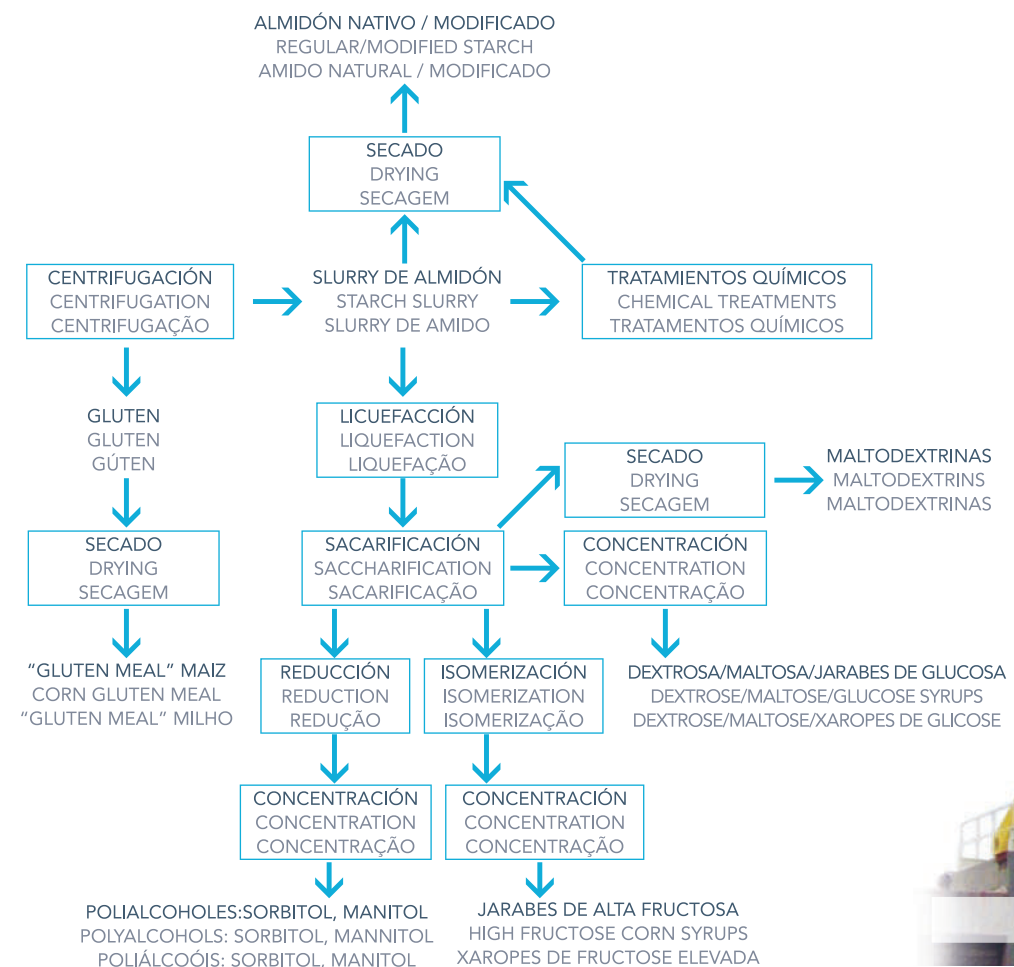 ALMIDÓN NATIVO / MODIFICADO
REGULAR/MODIFIED STARCH
AMIDO NATURAL / MODIFICADO
SECADO
DRYING
SECAGEM
CENTRIFUGACIÓN
CENTRIFUGATION
CENTRIFUGAÇÃO
SLURRY DE ALMIDÓN
STARCH SLURRY
SLURRY DE AMIDO
TRATAMIENTOS QUÍMICOS
CHEMICAL TREATMENTS
TRATAMENTOS QUÍMICOS
GLUTEN
GLUTEN
GÚTEN
LICUEFACCIÓN
LIQUEFACTION
LIQUEFAÇÃO
SECADO
DRYING
SECAGEM
MALTODEXTRINAS
MALTODEXTRINS
MALTODEXTRINAS
SECADO
DRYING
SECAGEM
SACARIFICACIÓN
SACCHARIFICATION
SACARIFICAÇÃO
CONCENTRACIÓN
CONCENTRATION
CONCENTRAÇÃO
"GLUTEN MEAL" MAIZ
CORN GLUTEN MEAL
"GLUTEN MEAL" MILHO
REDUCCIÓN
REDUCTION
REDUÇÃO
ISOMERIZACIÓN
ISOMERIZATION
ISOMERIZAÇÃO
DEXTROSA/MALTOSA/JARABES DE GLUCOSA
DEXTROSE/MALTOSE/GLUCOSE SYRUPS
DEXTROSE/MALTOSE/XAROPES DE GLICOSE
CONCENTRACIÓN
CONCENTRATION
CONCENTRAÇÃO
CONCENTRACIÓN
CONCENTRATION
CONCENTRAÇÃO
POLIALCOHOLES:SORBITOL, MANITOL
POLYALCOHOLS: SORBITOL, MANNITOL
POLIÁLCOÓIS: SORBITOL, MANITOL
JARABES DE ALTA FRUCTOSA
HIGH FRUCTOSE CORN SYRUPS
XAROPES DE FRUCTOSE ELEVADA